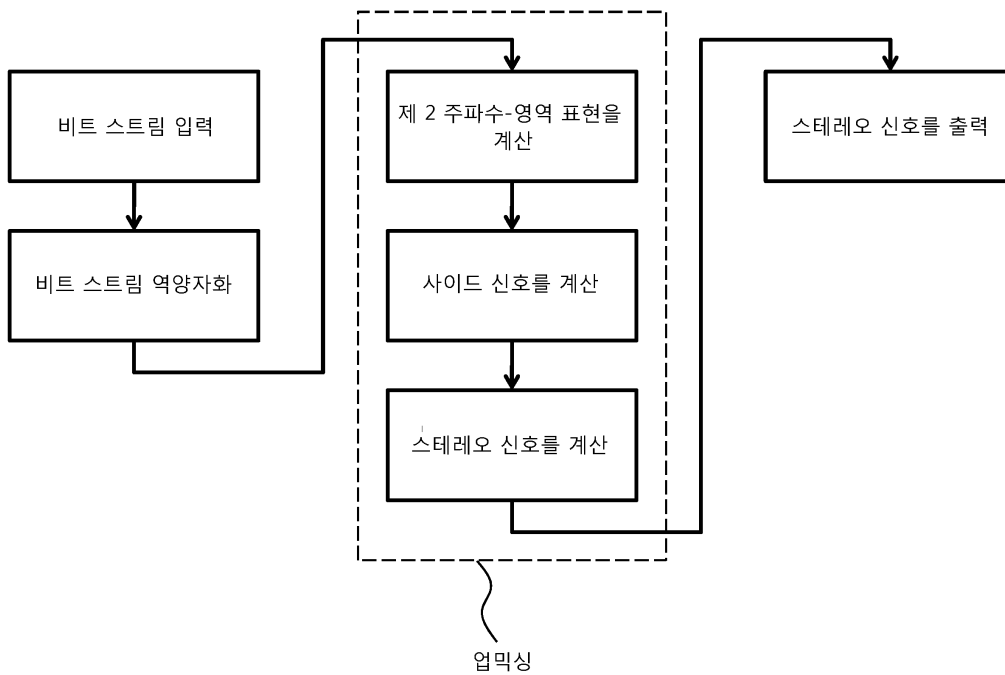 비트 스트림 입력
비트 스트림 역양자화
제 2 주파수-영역 표현을
계산
사이드 신호를 계산
스테레오 신호를 계산
스테레오 신호를 출력
업믹싱